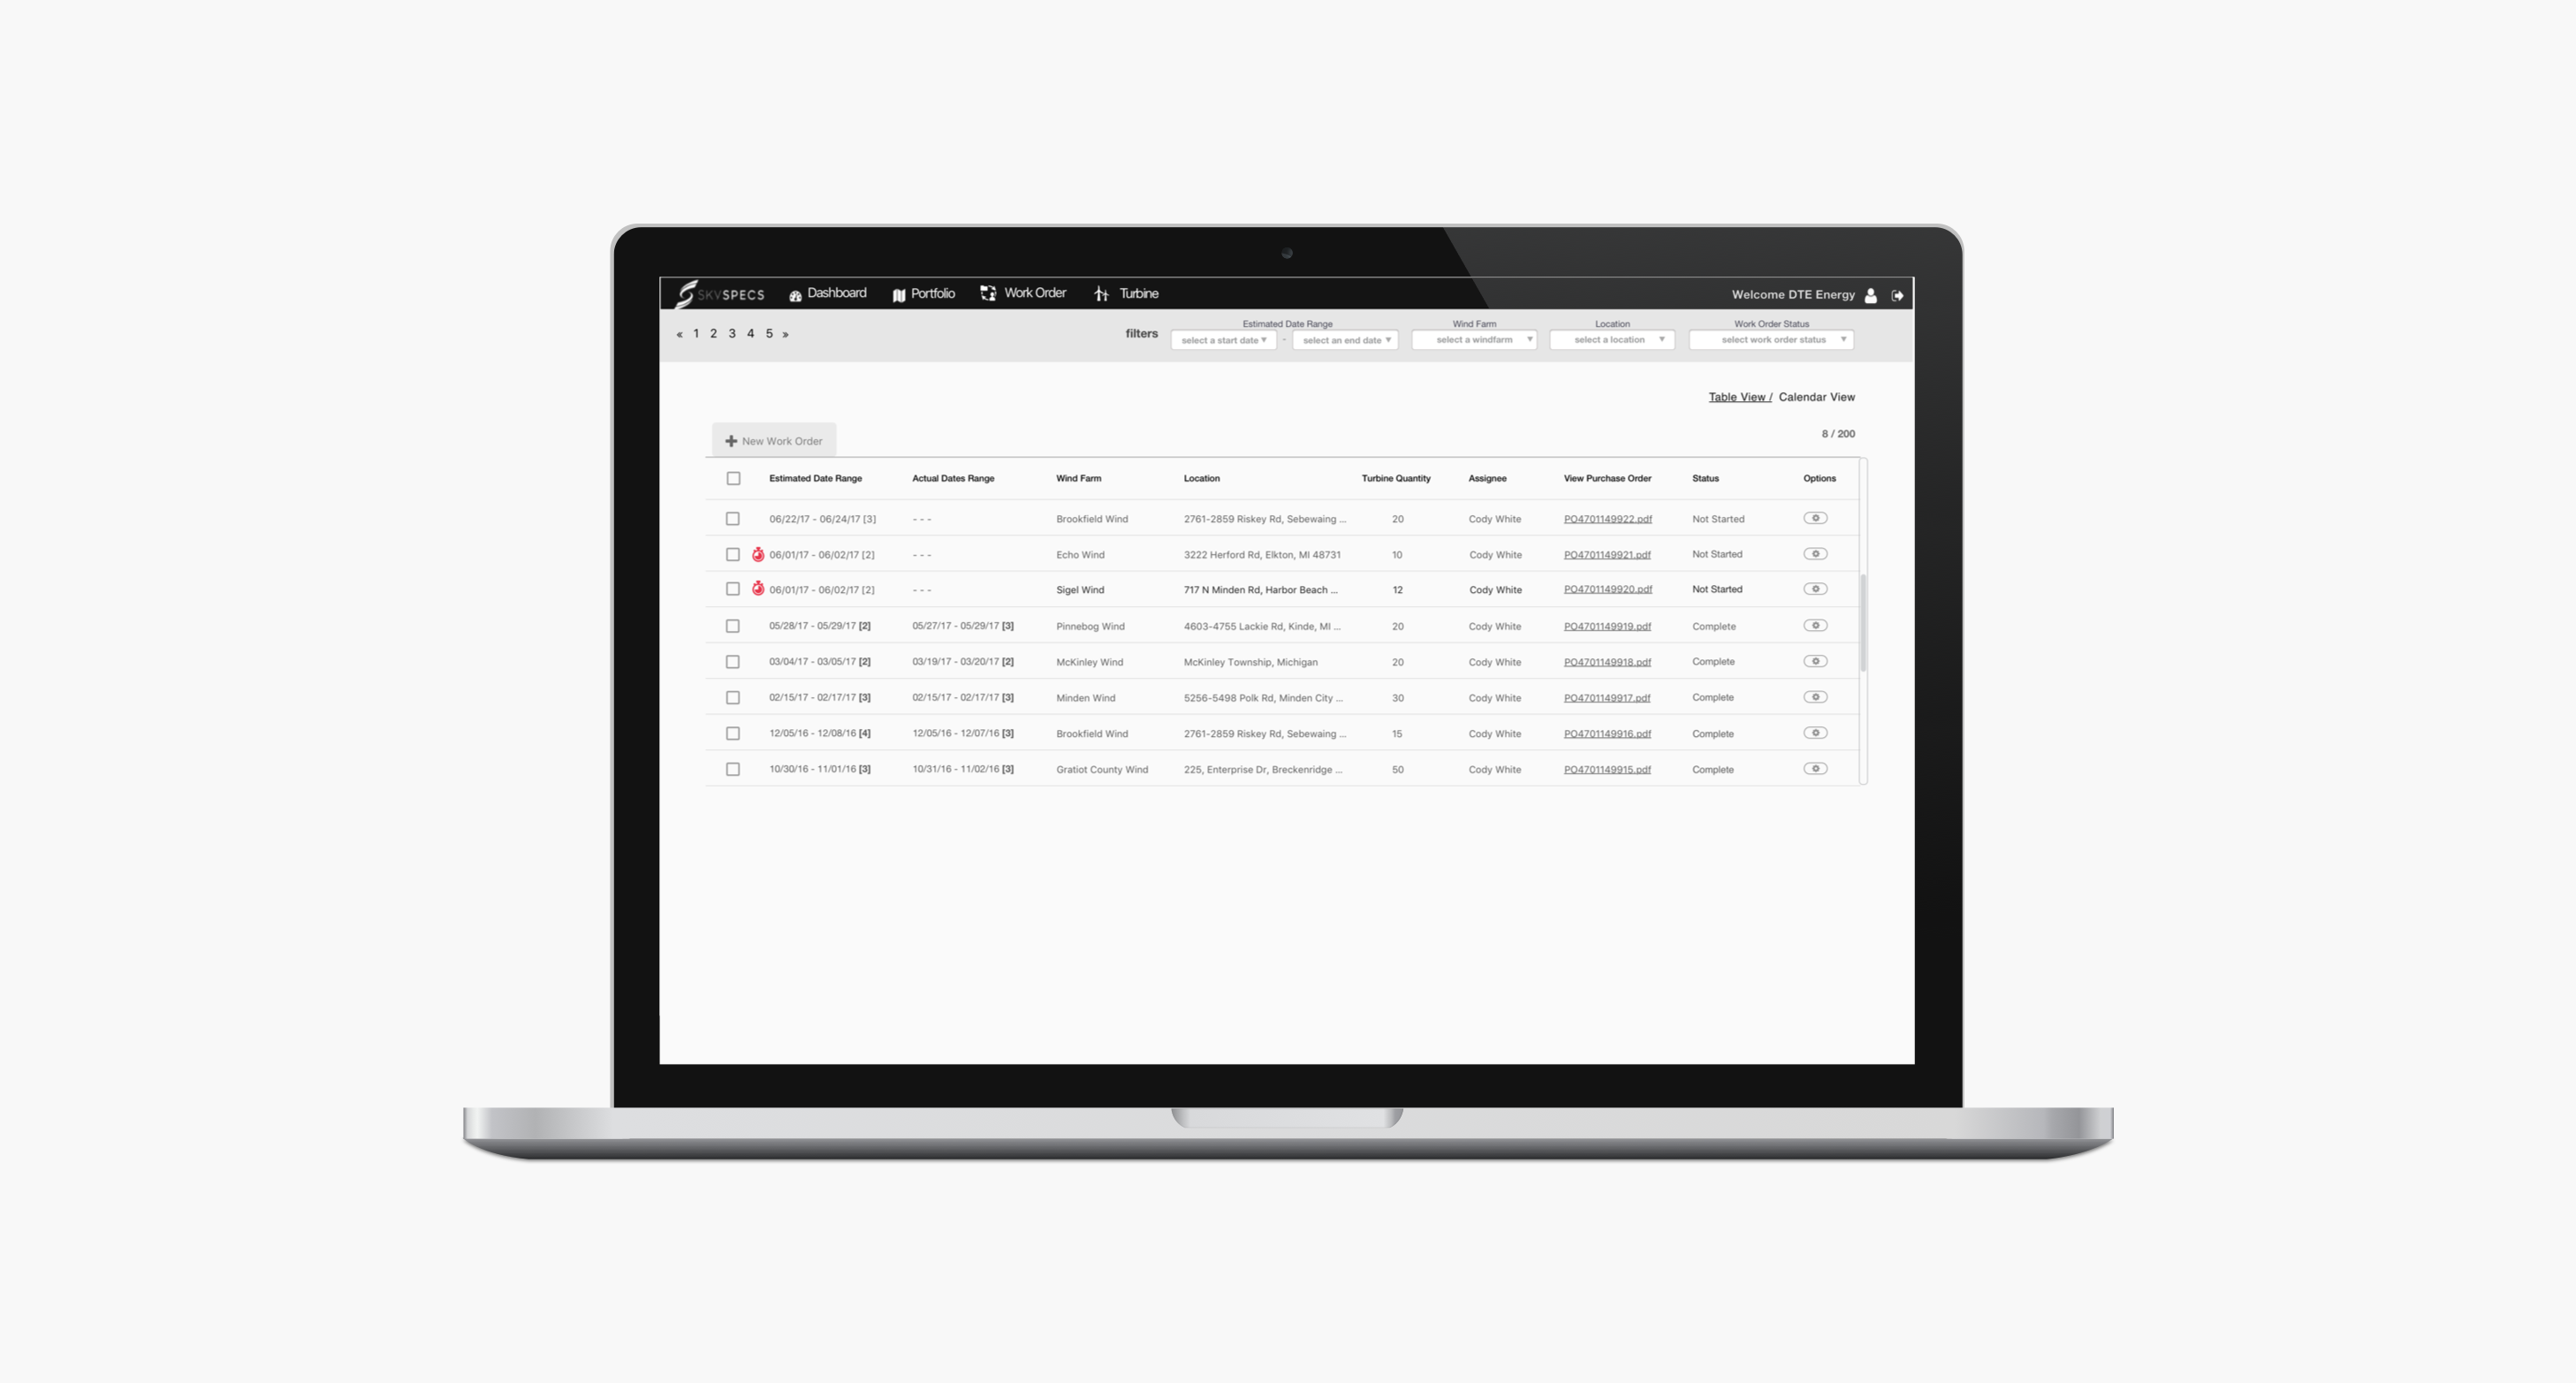 SKYSPECS Dashboard Portfolio Work Order Turbine Welcome DTE Energy
« 1 2 3 4 5 »
filters
Estimated Date Range Wind Farm Location Work Order Status
select a start date ▼ - select an end date ▼ select a windfarm ▼ select a location ▼ select work order status ▼
Table View / Calendar View
New Work Order
8 / 200
Estimated Date Range Actual Dates Range Wind Farm Location Turbine Quantity Assignee View Purchase Order Status Options
06/22/17 - 06/24/17 [3] - - - Brookfield Wind 2761-2859 Riskey Rd, Sebewaing ... 20 Cody White PO4701149922.pdf Not Started
06/01/17 - 06/02/17 [2] - - - Echo Wind 3222 Herford Rd, Elkton, MI 48731 10 Cody White PO4701149921.pdf Not Started
06/01/17 - 06/02/17 [2] - - - Sigel Wind 717 N Minden Rd, Harbor Beach ... 12 Cody White PO4701149920.pdf Not Started
05/28/17 - 05/29/17 [2] 05/27/17 - 05/29/17 [3] Pinnebog Wind 4603-4755 Lackie Rd, Kinde, MI ... 20 Cody White PO4701149919.pdf Complete
03/04/17 - 03/05/17 [2] 03/19/17 - 03/20/17 [2] McKinley Wind McKinley Township, Michigan 20 Cody White PO4701149918.pdf Complete
02/15/17 - 02/17/17 [3] 02/15/17 - 02/17/17 [3] Minden Wind 5256-5498 Polk Rd, Minden City ... 30 Cody White PO4701149917.pdf Complete
12/05/16 - 12/08/16 [4] 12/05/16 - 12/07/16 [3] Brookfield Wind 2761-2859 Riskey Rd, Sebewaing ... 15 Cody White PO4701149916.pdf Complete
10/30/16 - 11/01/16 [3] 10/31/16 - 11/02/16 [3] Gratiot County Wind 225, Enterprise Dr, Breckenridge ... 50 Cody White PO4701149915.pdf Complete